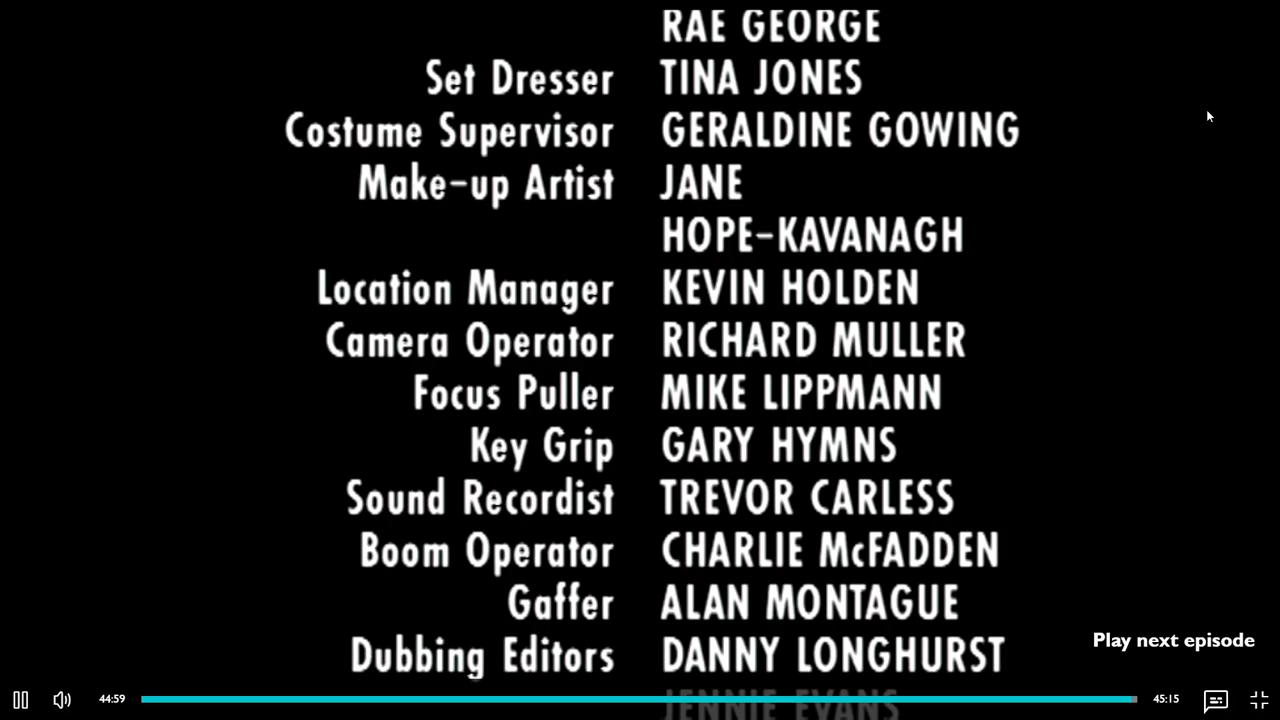 RAE GEORGE
Set Dresser TINA JONES
Costume Supervisor GERALDINE GOWING
Make-up Artist JANE
HOPE-KAVANAGH
Location Manager KEVIN HOLDEN
Camera Operator RICHARD MULLER
Focus Puller MIKE LIPPMANN
Key Grip GARY HYMNS
Sound Recordist TREVOR CARLESS
Boom Operator CHARLIE McFADDEN
Gaffer ALAN MONTAGUE
Play next episode
Dubbing Editors DANNY LONGHURST
JENNIE EVANS
44:59 45:15